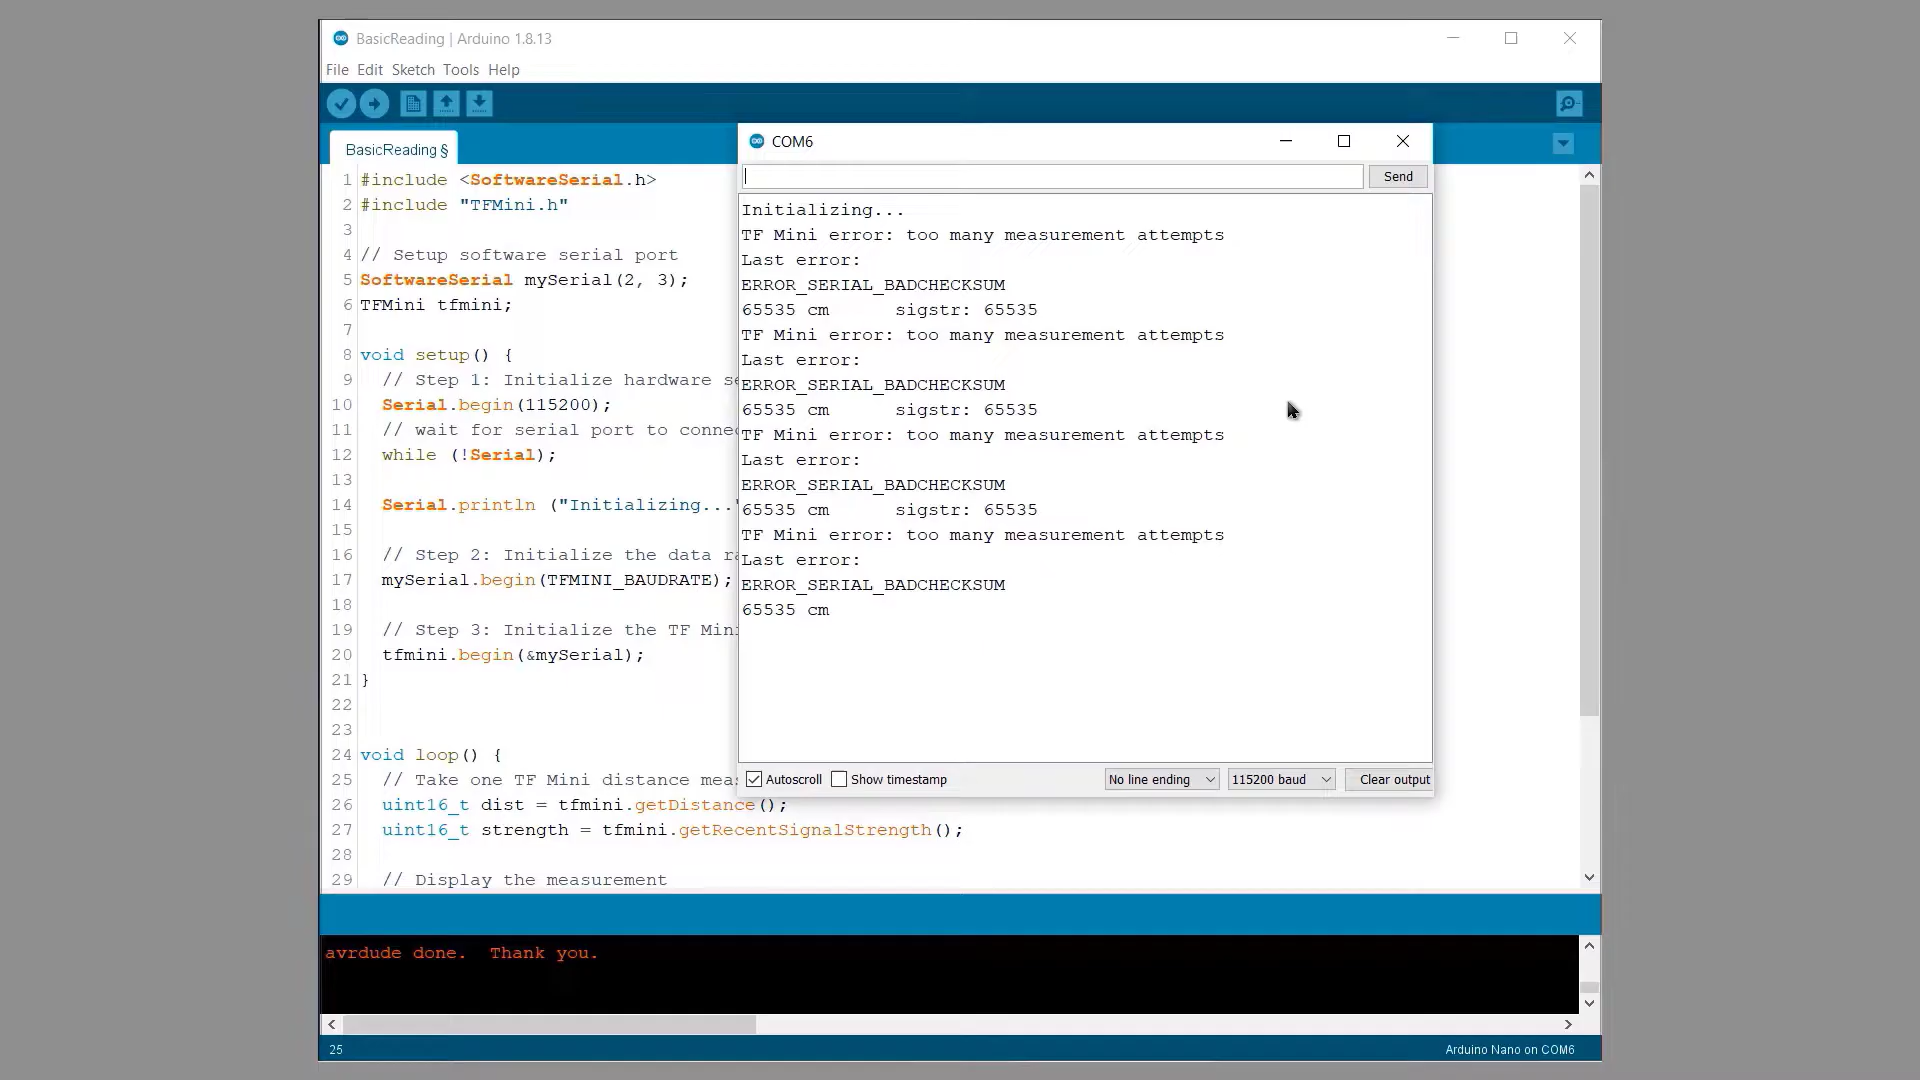 BasicReading | Arduino 1.8.13
File Edit Sketch Tools Help
BasicReading §
1 #include <SoftwareSerial.h>
2 #include "TFMini.h"
3
4 // Setup software serial port
5 SoftwareSerial mySerial(2, 3);
6 TFMini tfmini;
7
8 void setup() {
9 // Step 1: Initialize hardware se
10 Serial.begin(115200);
11 // wait for serial port to connec
12 while (!Serial);
13
14 Serial.println ("Initializing..."
15
16 // Step 2: Initialize the data ra
17 mySerial.begin(TFMINI_BAUDRATE);
18
19 // Step 3: Initialize the TF Mini
20 tfmini.begin(&mySerial);
21 }
22
23
24 void loop() {
25 // Take one TF Mini distance meas
26 uint16_t dist = tfmini.getDistance();
27 uint16_t strength = tfmini.getRecentSignalStrength();
28
29 // Display the measurement
COM6
Send
Initializing...
TF Mini error: too many measurement attempts
Last error:
ERROR_SERIAL_BADCHECKSUM
65535 cm sigstr: 65535
TF Mini error: too many measurement attempts
Last error:
ERROR_SERIAL_BADCHECKSUM
65535 cm sigstr: 65535
TF Mini error: too many measurement attempts
Last error:
ERROR_SERIAL_BADCHECKSUM
65535 cm sigstr: 65535
TF Mini error: too many measurement attempts
Last error:
ERROR_SERIAL_BADCHECKSUM
65535 cm
Autoscroll Show timestamp No line ending 115200 baud Clear output
avrdude done. Thank you.
25 Arduino Nano on COM6